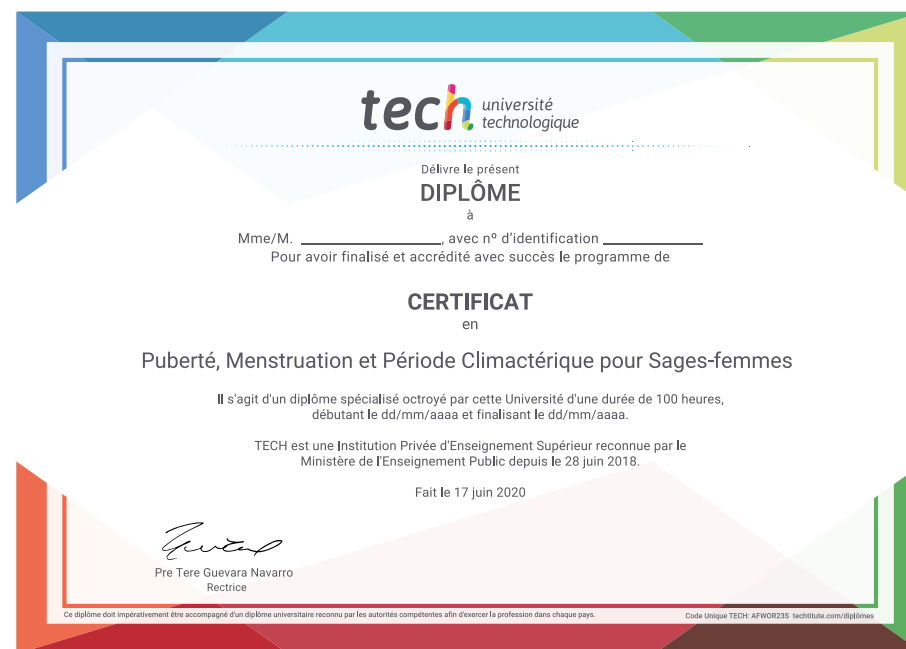 tech université
technologique
Délivre le présent
DIPLÔME
à
Mme/M. ____________________, avec nº d'identification ______________
Pour avoir finalisé et accrédité avec succès le programme de
CERTIFICAT
en
Puberté, Menstruation et Période Climactérique pour Sages-femmes
Il s'agit d'un diplôme spécialisé octroyé par cette Université d'une durée de 100 heures,
débutant le dd/mm/aaaa et finalisant le dd/mm/aaaa.
TECH est une Institution Privée d'Enseignement Supérieur reconnue par le
Ministère de l'Enseignement Public depuis le 28 juin 2018.
Fait le 17 juin 2020
Pre Tere Guevara Navarro
Rectrice
Ce diplôme doit impérativement être accompagné d'un diplôme universitaire reconnu par les autorités compétentes afin d'exercer la profession dans chaque pays.
Code Unique TECH: AFWOR23S techtitute.com/diplômes